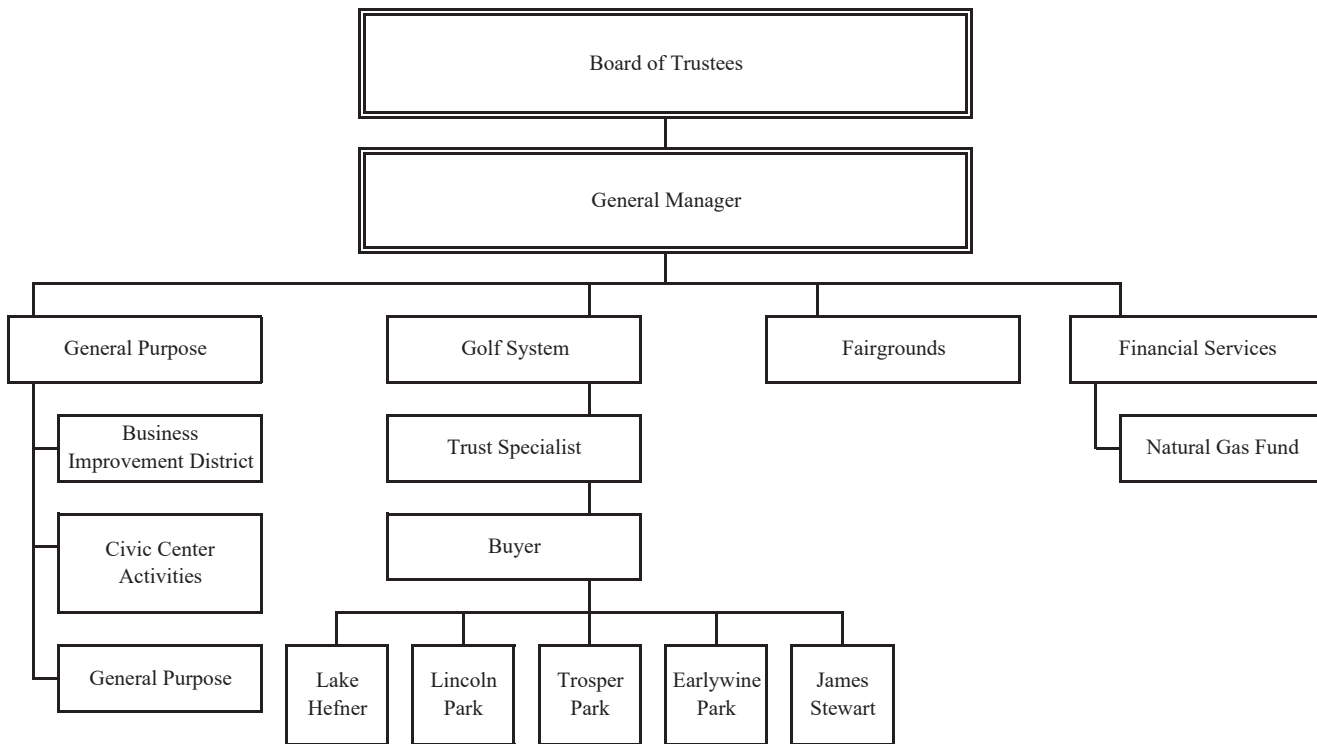 Board of Trustees
General Manager
General Purpose
Golf System
Fairgrounds
Financial Services
Business
Improvement District
Trust Specialist
Natural Gas Fund
Civic Center
Activities
Buyer
General Purpose
Lake
Hefner
Lincoln
Park
Trosper
Park
Earlywine
Park
James
Stewart